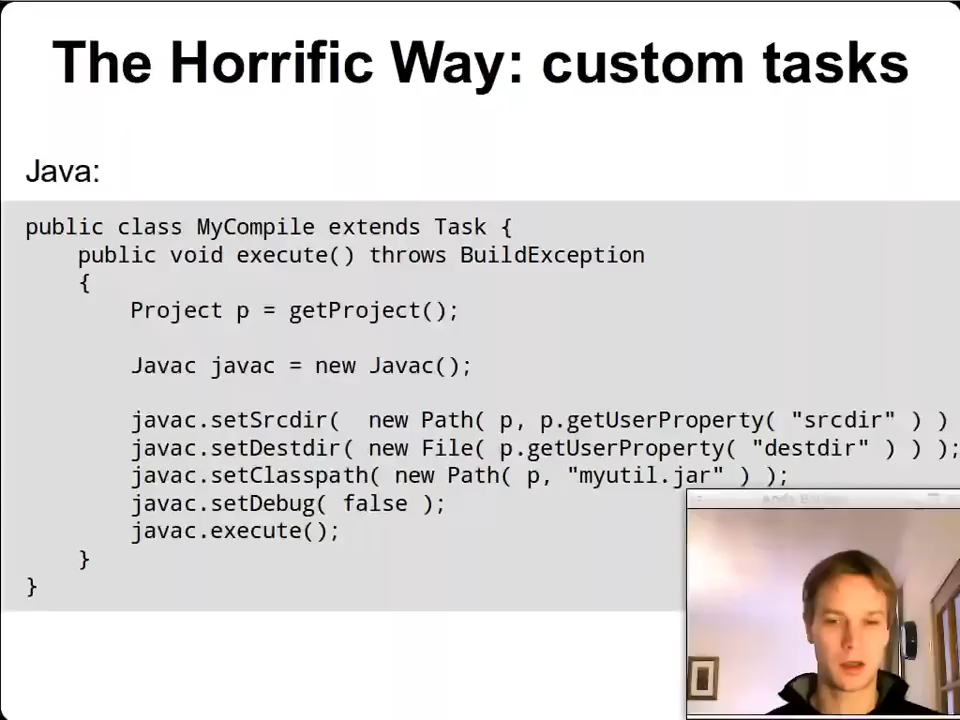 The Horrific Way: custom tasks
Java:
public class MyCompile extends Task {
public void execute() throws BuildException
{
Project p = getProject();
Javac javac = new Javac();
javac.setSrcdir(  new Path( p, p.getUserProperty( "srcdir" ) )
javac.setDestdir( new File( p.getUserProperty( "destdir" ) ) );
javac.setClasspath( new Path( p, "myutil.jar" ) );
javac.setDebug( false );
javac.execute();
}
}